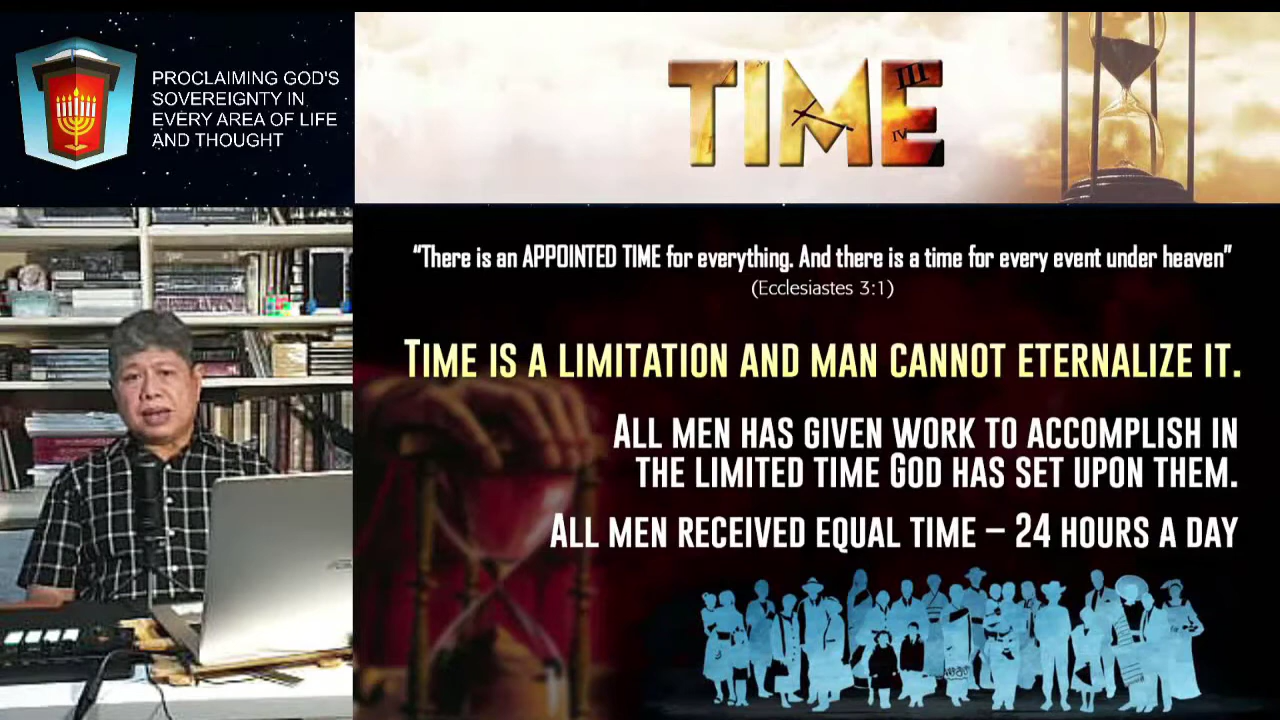 PROCLAIMING GOD'S
SOVEREIGNTY IN
EVERY AREA OF LIFE
AND THOUGHT
TIME
III
IV
“There is an APPOINTED TIME for everything. And there is a time for every event under heaven”
(Ecclesiastes 3:1)
TIME IS A LIMITATION AND MAN CANNOT ETERNALIZE IT.
ALL MEN HAS GIVEN WORK TO ACCOMPLISH IN
THE LIMITED TIME GOD HAS SET UPON THEM.
ALL MEN RECEIVED EQUAL TIME – 24 HOURS A DAY